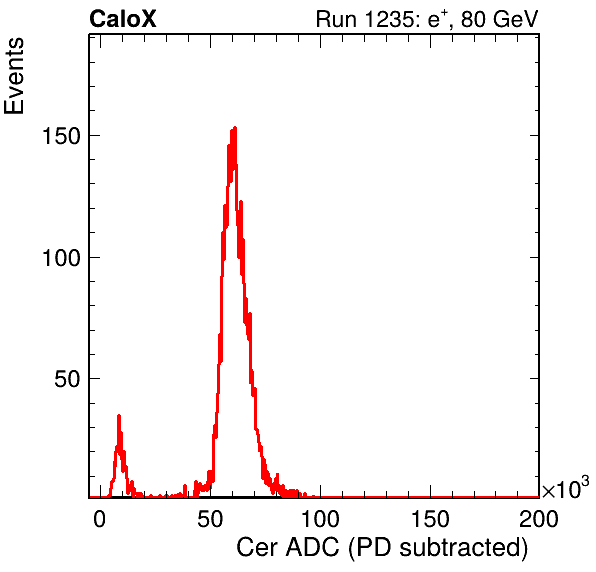 CaloX Run 1235: e⁺, 80 GeV
Events
150
100
50
0 50 100 150 200
×10³
Cer ADC (PD subtracted)